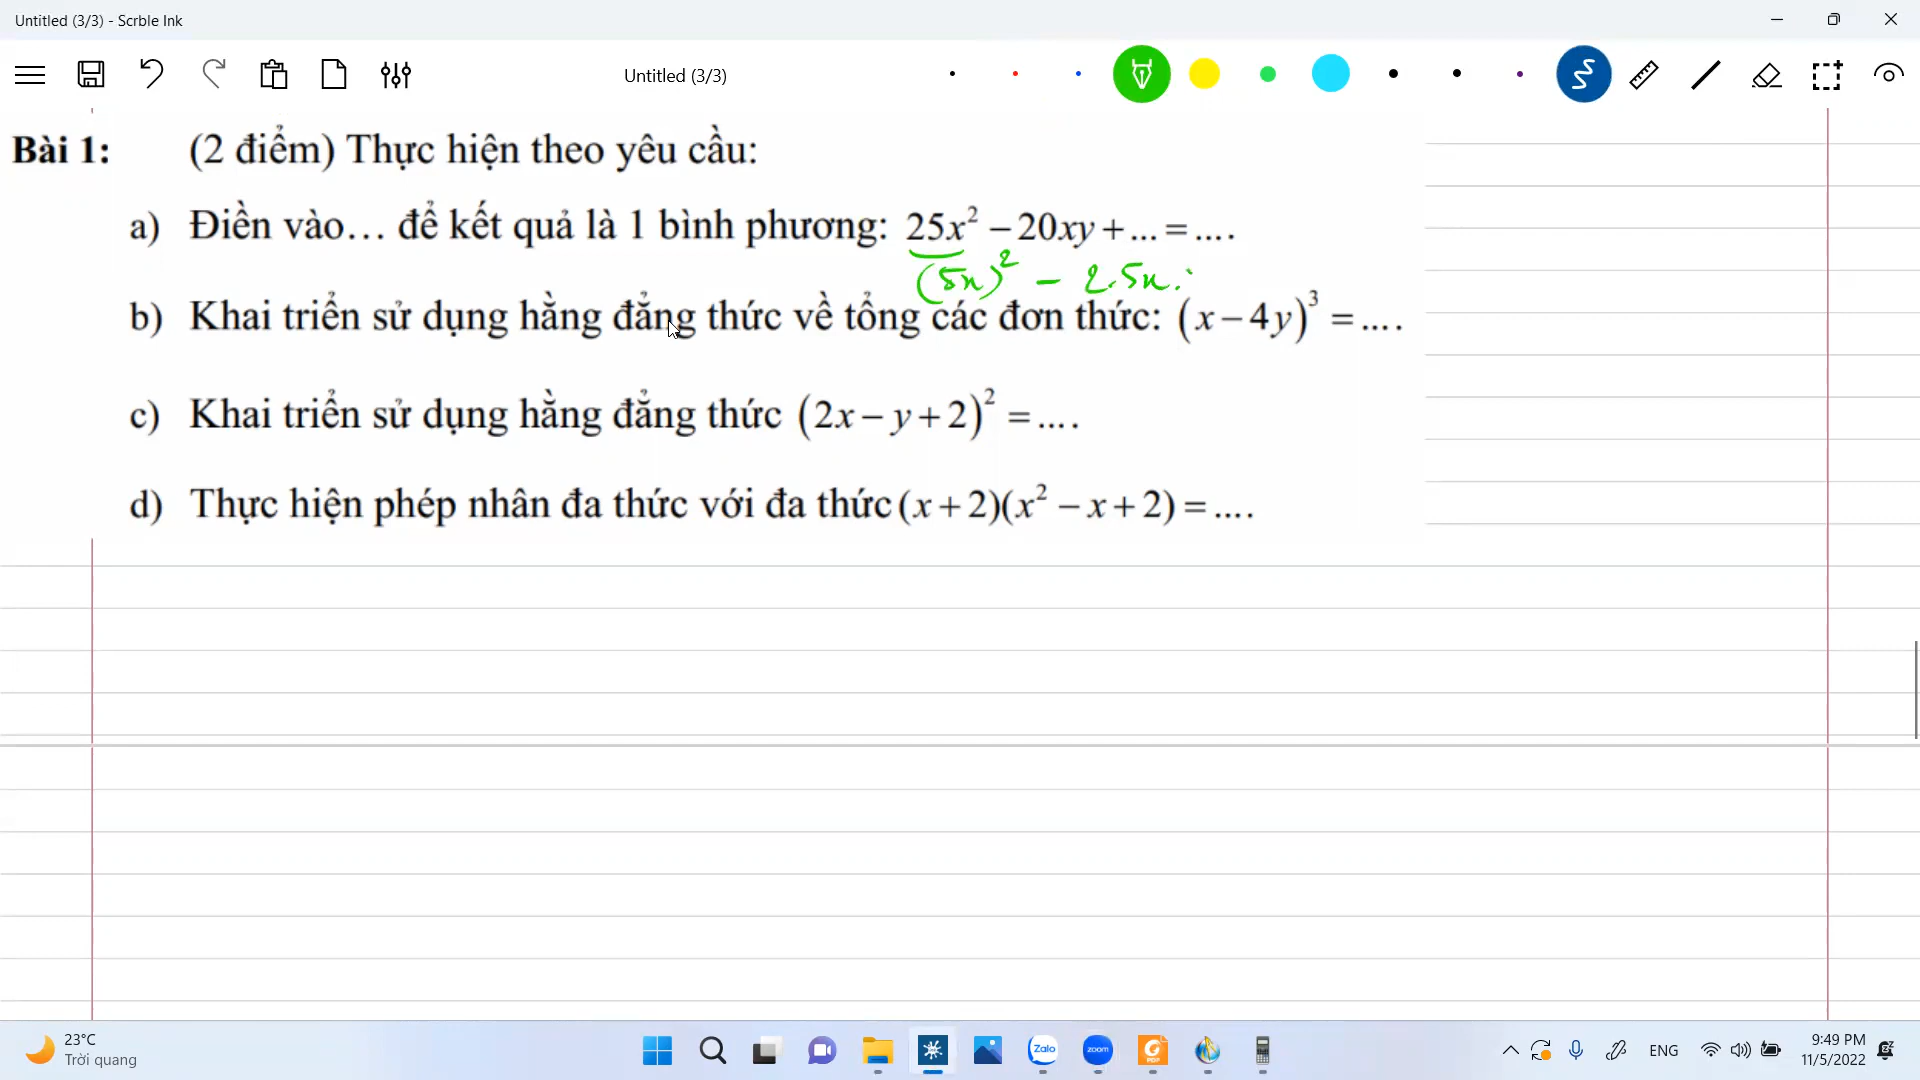 Untitled (3/3) - Scrble Ink
Untitled (3/3)
Bài 1: (2 điểm) Thực hiện theo yêu cầu:
a) Điền vào… để kết quả là 1 bình phương: 25x² − 20xy + ... = ....
(5x)² − 2.5x.
b) Khai triển sử dụng hằng đẳng thức về tổng các đơn thức: (x − 4y)³ = ....
c) Khai triển sử dụng hằng đẳng thức (2x − y + 2)² = ....
d) Thực hiện phép nhân đa thức với đa thức (x + 2)(x² − x + 2) = ....
23°C
Trời quang
Zalo
zoom
PDF
ENG
9:49 PM
11/5/2022